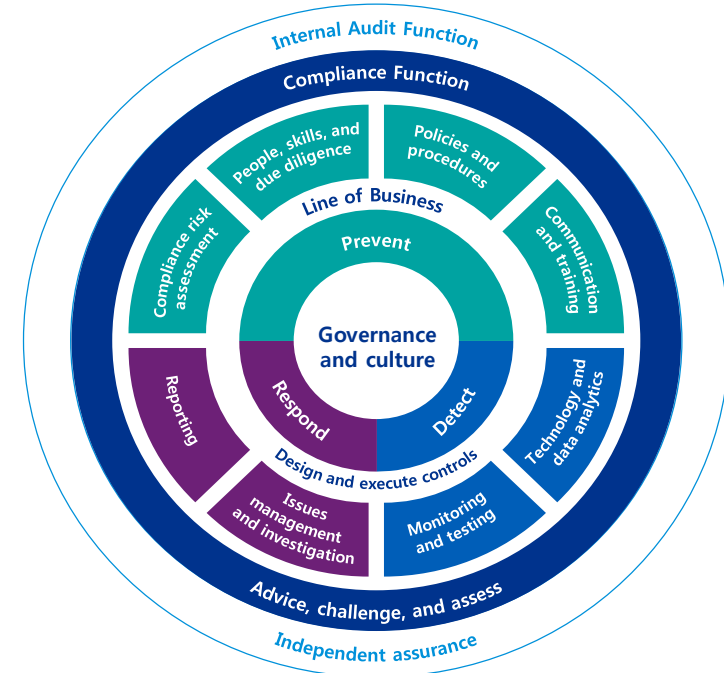 Internal Audit Function
Compliance Function
People, skills, and
due diligence
Policies and
procedures
Compliance risk
assessment
Communication
and training
Line of Business
Prevent
Governance
and culture
Respond
Detect
Design and execute controls
Reporting
Technology and
data analytics
Issues
management
and investigation
Monitoring
and testing
Advice, challenge, and assess
Independent assurance